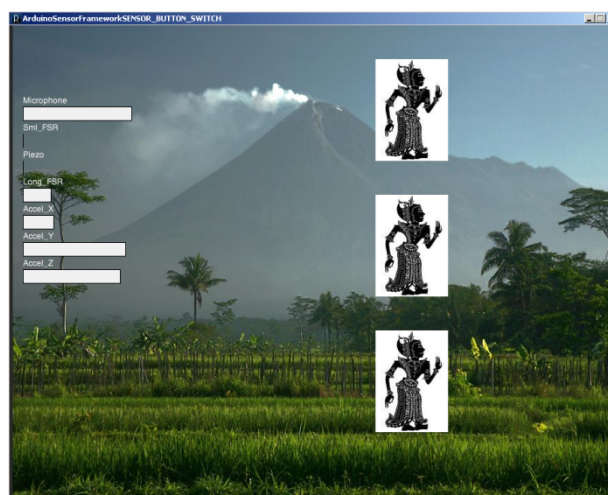 ArduinoSensorFrameworkSENSOR_BUTTON_SWITCH
Microphone
Sml_FSR
Piezo
Long_FSR
Accel_X
Accel_Y
Accel_Z